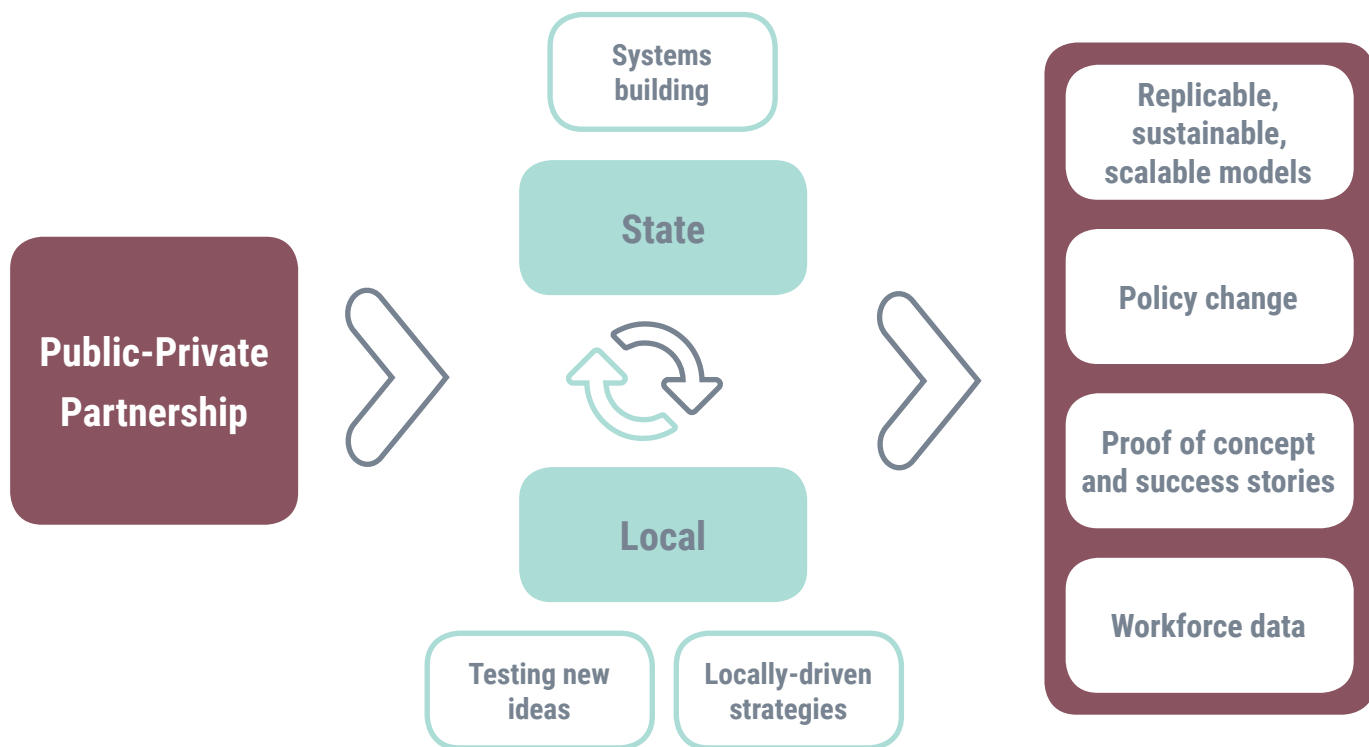 Public-Private
Partnership
Systems
building
State
Local
Testing new
ideas
Locally-driven
strategies
Replicable,
sustainable,
scalable models
Policy change
Proof of concept
and success stories
Workforce data